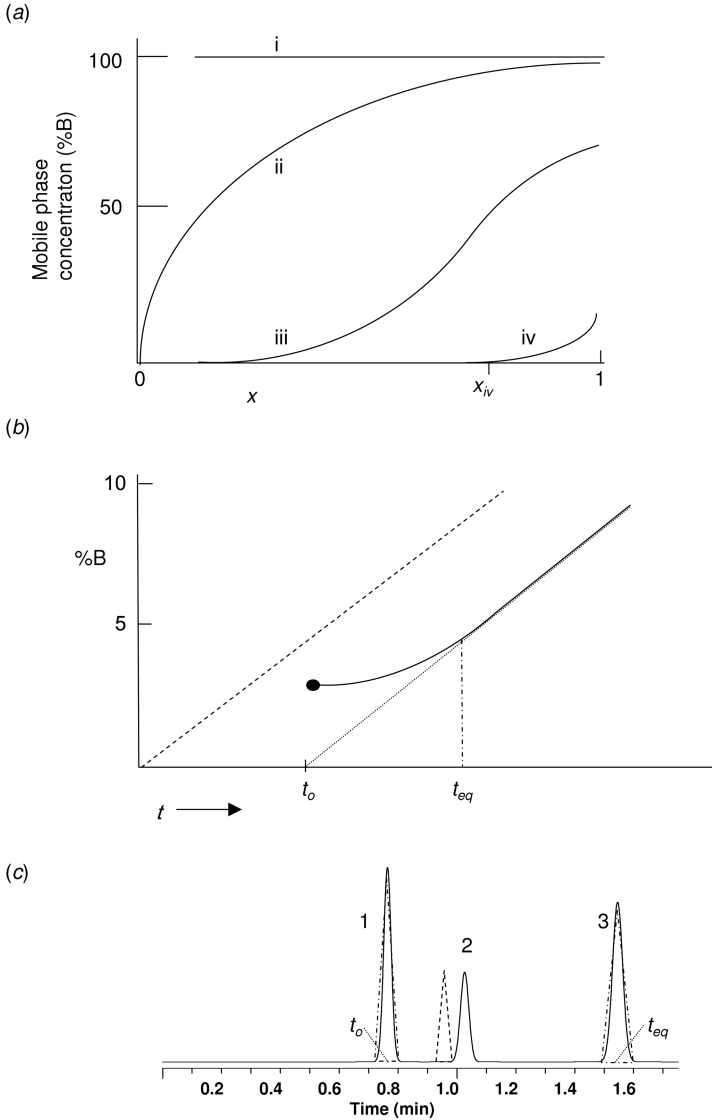 (a)
i
100
ii
50
Mobile phase
concentraton (%B)
iii
iv
0
x
x_iv
1
(b)
10
%B
5
t_o
t_eq
t
(c)
1
2
3
t_o
t_eq
0.2 0.4 0.6 0.8 1.0 1.2 1.4 1.6
Time (min)